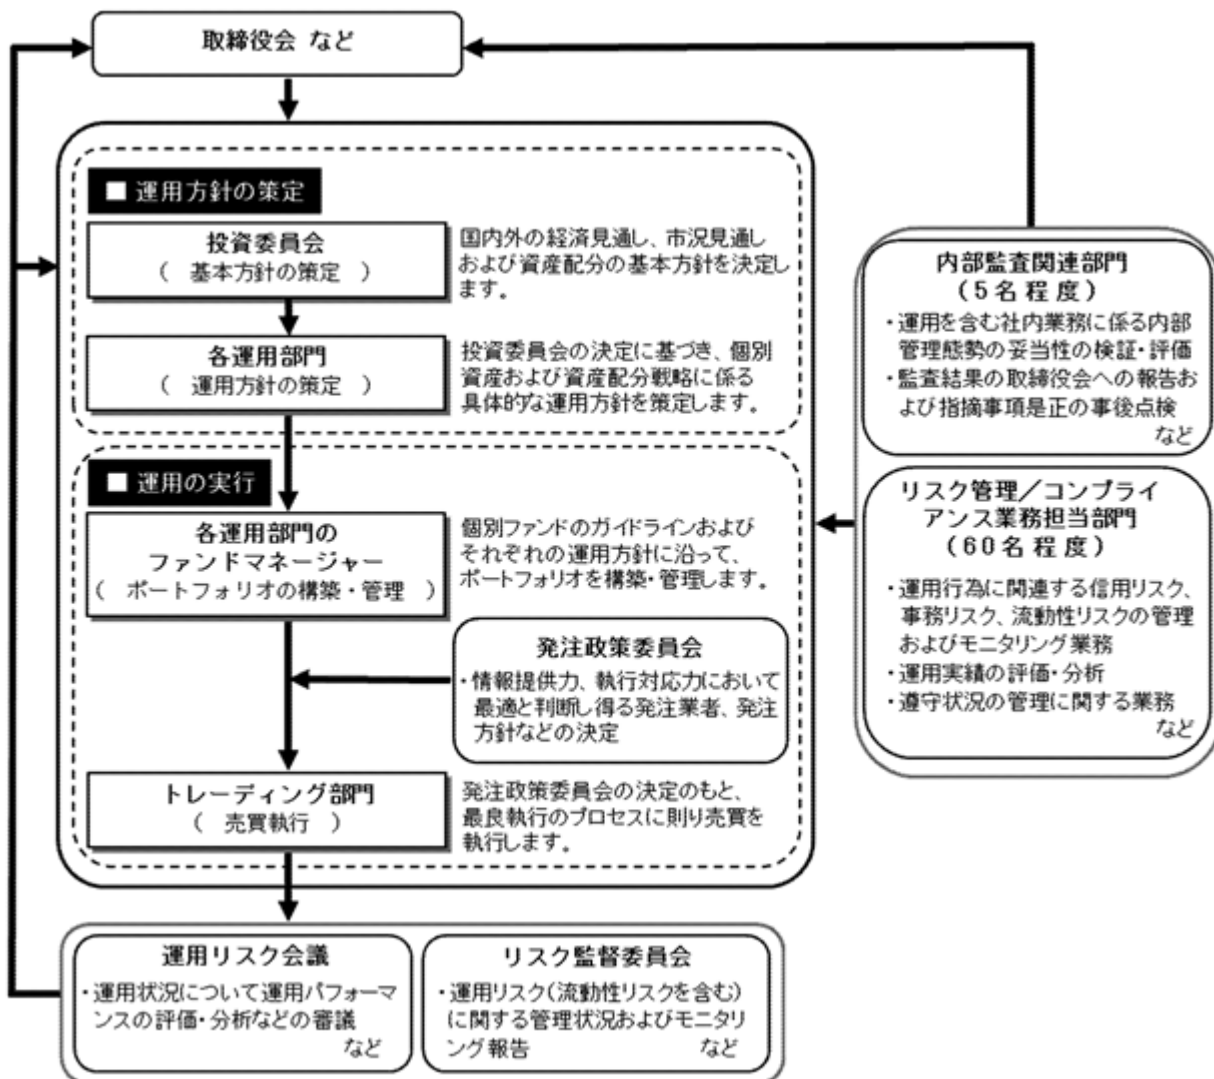 取締役会 など
■ 運用方針の策定
投資委員会
( 基本方針の策定 )
国内外の経済見通し、市況見通し
および資産配分の基本方針を決定し
ます。
各運用部門
( 運用方針の策定 )
投資委員会の決定に基づき、個別
資産および資産配分戦略に係る
具体的な運用方針を策定します。
■ 運用の実行
各運用部門の
ファンドマネージャー
( ポートフォリオの構築・管理 )
個別ファンドのガイドラインおよび
それぞれの運用方針に沿って、
ポートフォリオを構築・管理します。
発注政策委員会
・情報提供力、執行対応力において
最適と判断し得る発注業者、発注
方針などの決定
トレーディング部門
( 売買執行 )
発注政策委員会の決定のもと、
最良執行のプロセスに則り売買を
執行します。
内部監査関連部門
(5名程度)
・運用を含む社内業務に係る内部
管理態勢の妥当性の検証・評価
・監査結果の取締役会への報告お
よび指摘事項是正の事後点検
など
リスク管理/コンプライ
アンス業務担当部門
(60名程度)
・運用行為に関連する信用リスク、
事務リスク、流動性リスクの管理
およびモニタリング業務
・運用実績の評価・分析
・遵守状況の管理に関する業務
など
運用リスク会議
・運用状況について運用パフォーマ
ンスの評価・分析などの審議
など
リスク監督委員会
・運用リスク(流動性リスクを含む)
に関する管理状況およびモニタリ
ング報告 など